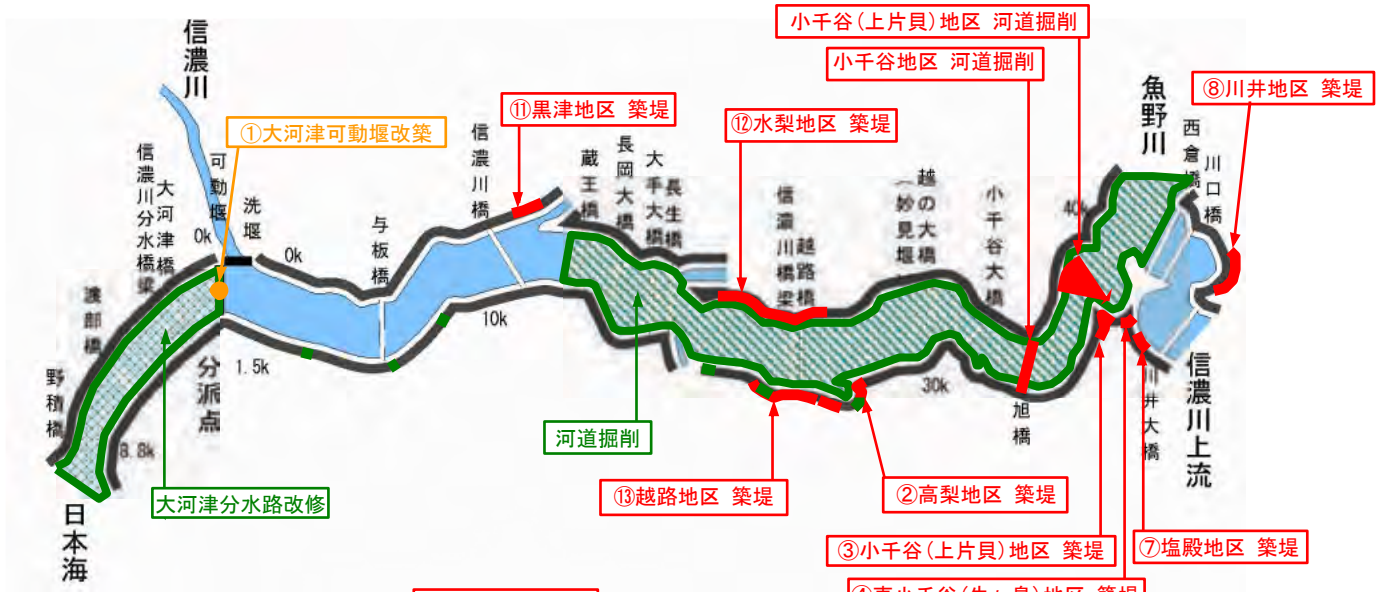 小千谷(上片貝)地区 河道掘削
小千谷地区 河道掘削
信濃川
魚野川
⑧川井地区 築堤
⑪黒津地区 築堤
⑫水梨地区 築堤
①大河津可動堰改築
西倉橋
川口橋
信濃川橋
蔵王橋
長岡大橋
大手大橋
長生橋
信濃川橋梁
越路橋
越の大橋
(妙見堰)
小千谷大橋
40k
信濃川分水橋梁
大河津橋
可動堰
洗堰
0k
0k
与板橋
渡部橋
野積橋
分派点
1.5k
8.8k
10k
30k
旭橋
川井大橋
信濃川上流
河道掘削
大河津分水路改修
日本海
⑬越路地区 築堤
②高梨地区 築堤
③小千谷(上片貝)地区 築堤
⑦塩殿地区 築堤